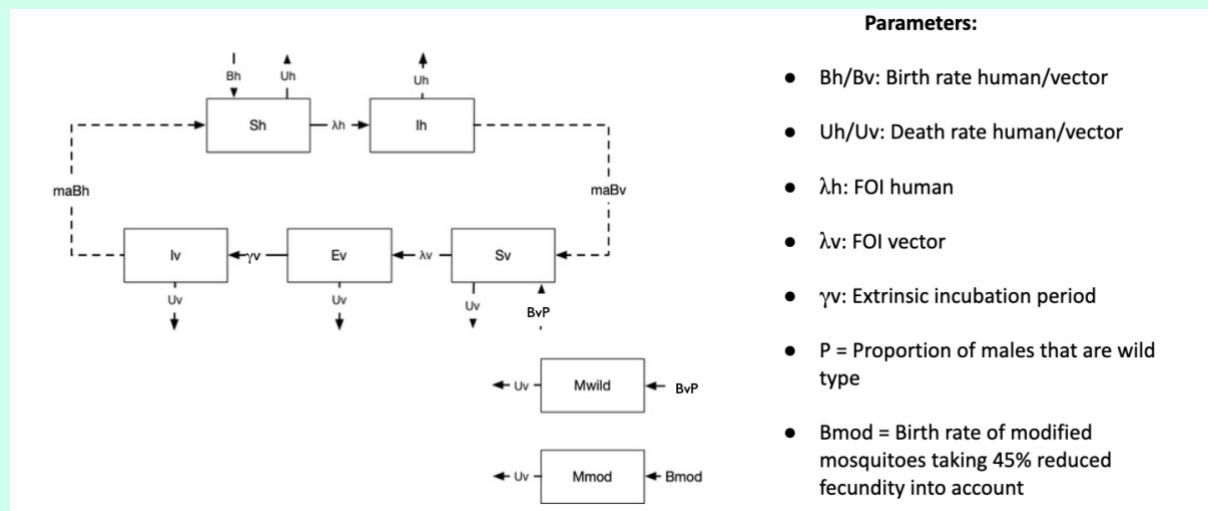 Bh
Uh
Uh
Sh
λh
Ih
maBh
maBv
Iv
γv
Ev
λv
Sv
Uv
Uv
Uv
BvP
Uv
Mwild
BvP
Uv
Mmod
Bmod
Parameters:
● Bh/Bv: Birth rate human/vector
● Uh/Uv: Death rate human/vector
● λh: FOI human
● λv: FOI vector
● γv: Extrinsic incubation period
● P = Proportion of males that are wild
type
● Bmod = Birth rate of modified
mosquitoes taking 45% reduced
fecundity into account